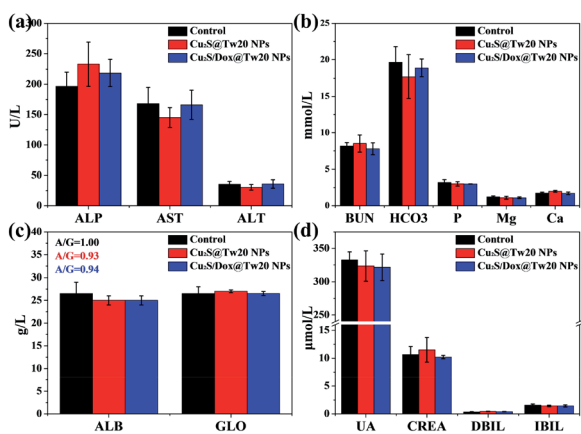 (a)
Control
Cu₂S@Tw20 NPs
Cu₂S/Dox@Tw20 NPs
U/L
250
200
150
100
50
0
ALP AST ALT
(b)
Control
Cu₂S@Tw20 NPs
Cu₂S/Dox@Tw20 NPs
mmol/L
25
20
15
10
5
0
BUN HCO3 P Mg Ca
(c)
A/G=1.00
A/G=0.93
A/G=0.94
Control
Cu₂S@Tw20 NPs
Cu₂S/Dox@Tw20 NPs
g/L
35
30
25
20
15
10
5
0
ALB GLO
(d)
Control
Cu₂S@Tw20 NPs
Cu₂S/Dox@Tw20 NPs
μmol/L
350
300
10
5
0
UA CREA DBIL IBIL